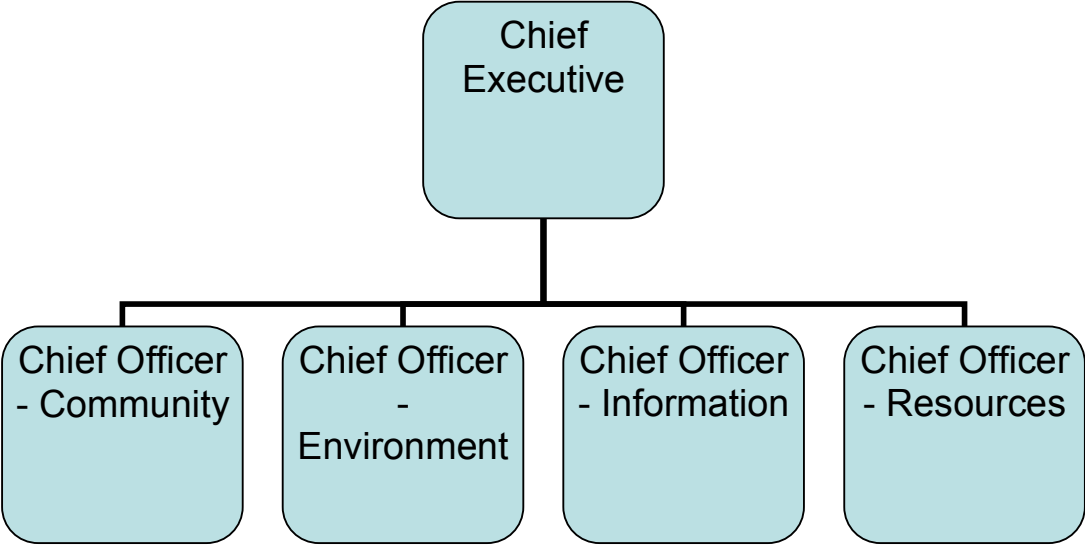 Chief
Executive
Chief Officer
- Community
Chief Officer
-
Environment
Chief Officer
- Information
Chief Officer
- Resources